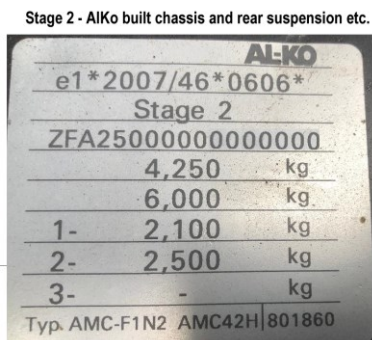 Stage 2 - AlKo built chassis and rear suspension etc.
AL-KO
e1*2007/46*0606*
Stage 2
ZFA25000000000000
4,250 kg
6,000 kg
1- 2,100 kg
2- 2,500 kg
3- - kg
Typ. AMC-F1N2 AMC42H 801860